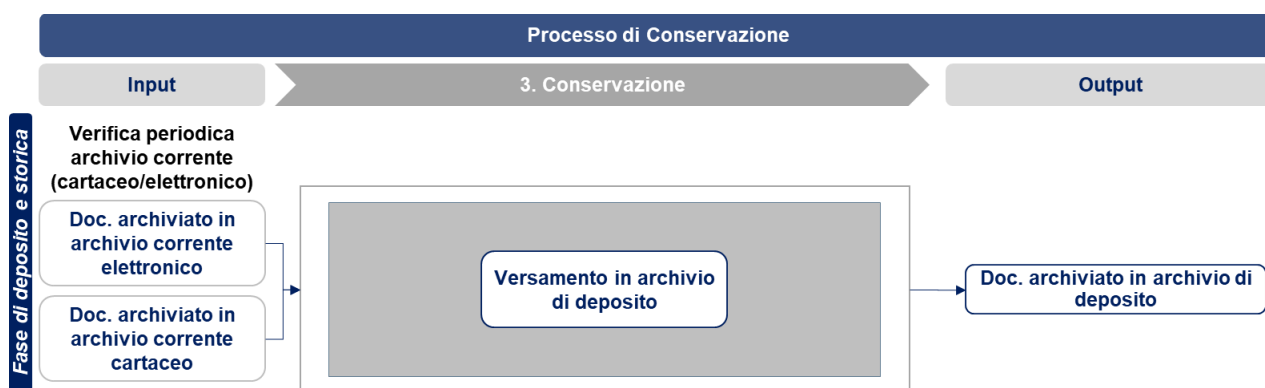 Processo di Conservazione
Input
3. Conservazione
Output
Fase di deposito e storica
Verifica periodica
archivio corrente
(cartaceo/elettronico)
Doc. archiviato in
archivio corrente
elettronico
Doc. archiviato in
archivio corrente
cartaceo
Versamento in archivio
di deposito
Doc. archiviato in archivio di
deposito